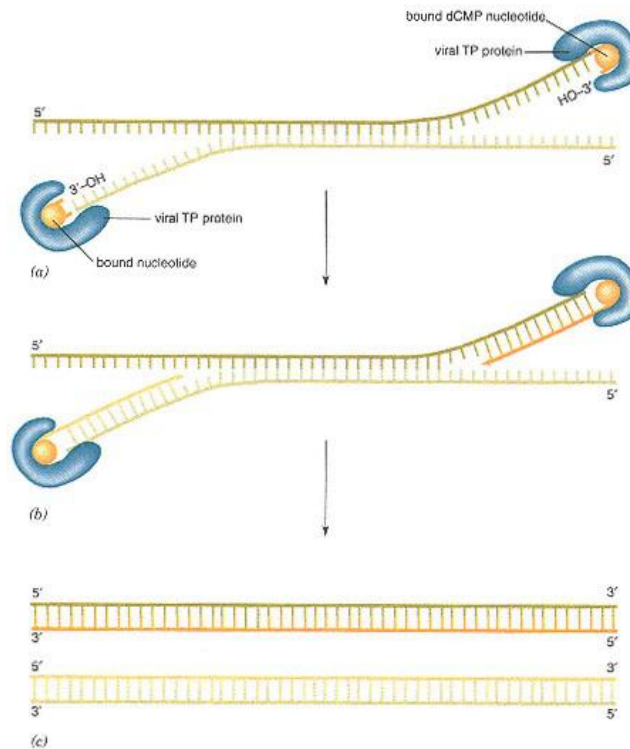 bound dCMP nucleotide
viral TP protein
HO–3′
5′
5′
3′–OH
viral TP protein
bound nucleotide
(a)
5′
5′
(b)
5′ 3′
3′ 5′
5′ 3′
3′ 5′
(c)